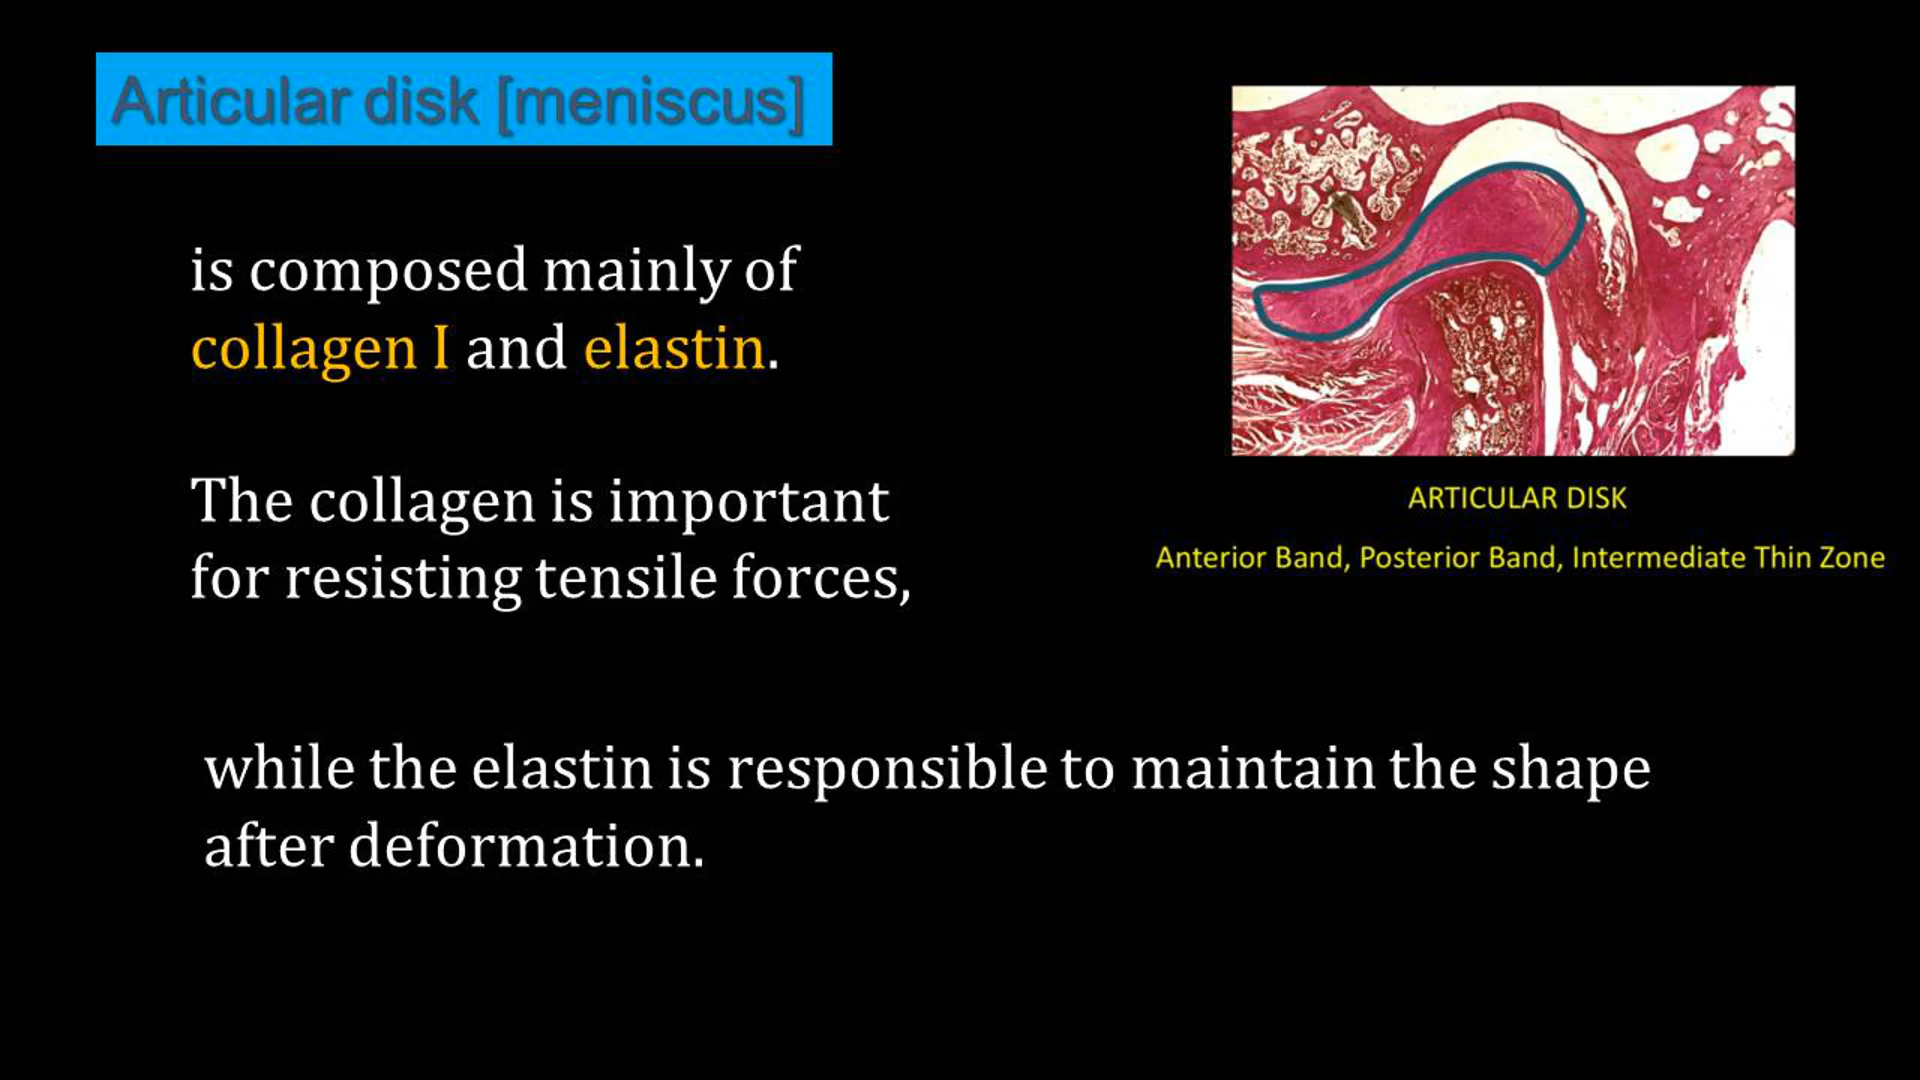 Articular disk [meniscus]
is composed mainly of
collagen I and elastin.
The collagen is important
for resisting tensile forces,
while the elastin is responsible to maintain the shape
after deformation.
ARTICULAR DISK
Anterior Band, Posterior Band, Intermediate Thin Zone